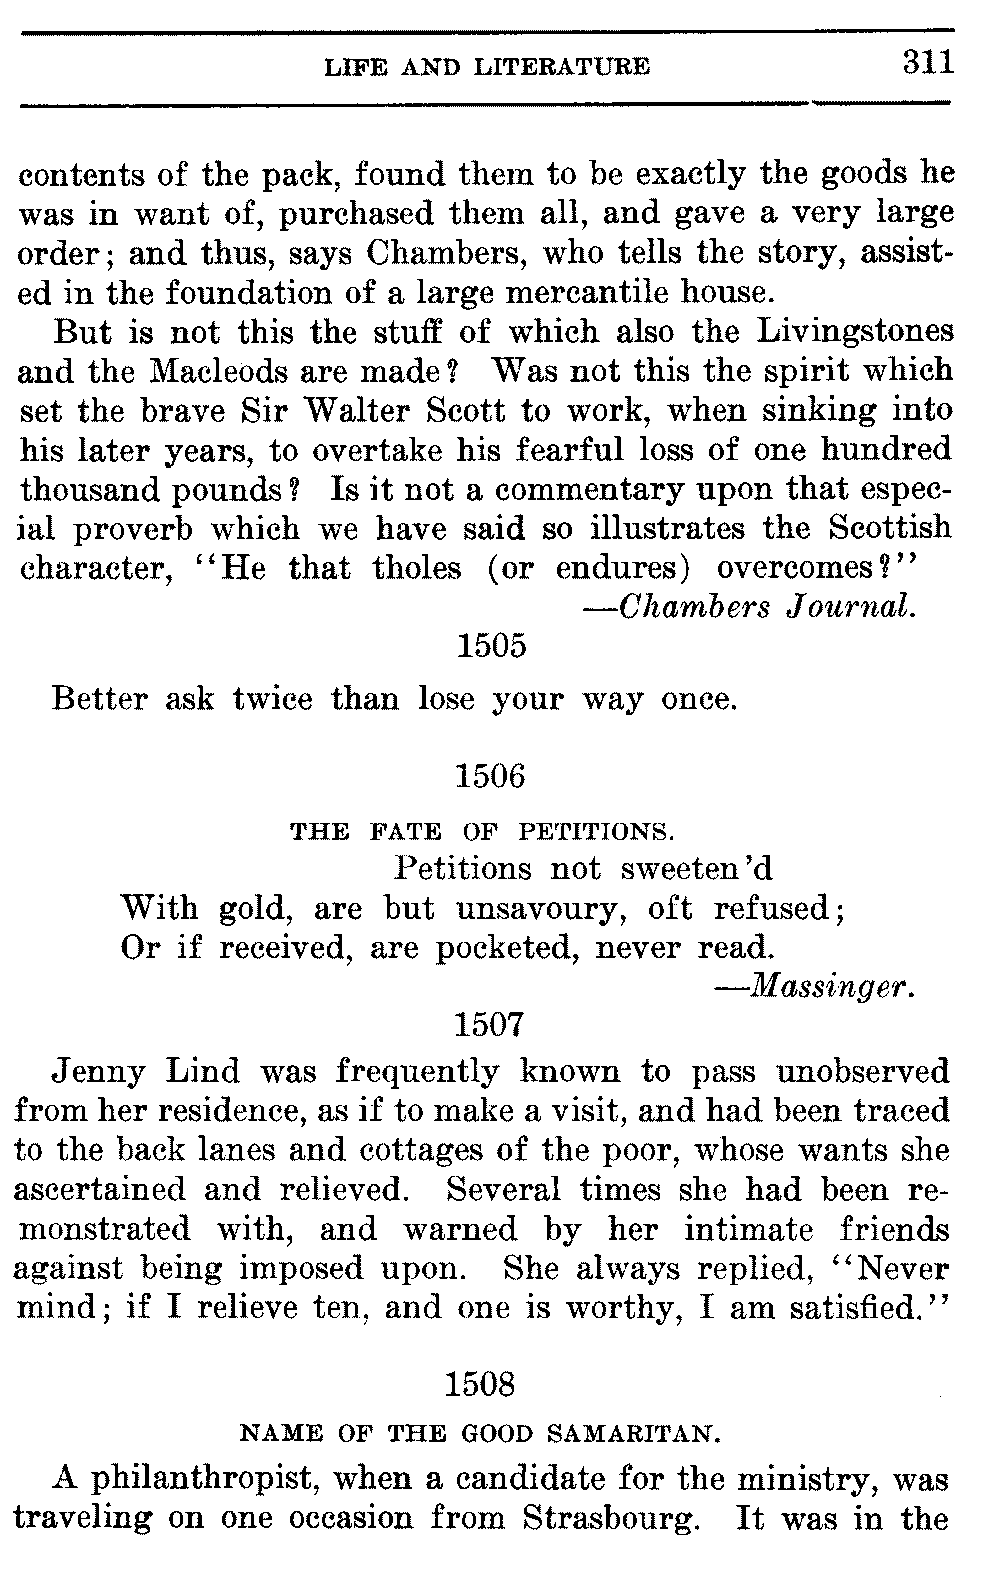 LIFE AND LITERATURE 311
contents of the pack, found them to be exactly the goods he
was in want of, purchased them all, and gave a very large
order; and thus, says Chambers, who tells the story, assist-
ed in the foundation of a large mercantile house.
But is not this the stuff of which also the Livingstones
and the Macleods are made? Was not this the spirit which
set the brave Sir Walter Scott to work, when sinking into
his later years, to overtake his fearful loss of one hundred
thousand pounds? Is it not a commentary upon that espec-
ial proverb which we have said so illustrates the Scottish
character, "He that tholes (or endures) overcomes?"
—Chambers Journal.
1505
Better ask twice than lose your way once.
1506
THE FATE OF PETITIONS.
Petitions not sweeten'd
With gold, are but unsavoury, oft refused;
Or if received, are pocketed, never read.
—Massinger.
1507
Jenny Lind was frequently known to pass unobserved
from her residence, as if to make a visit, and had been traced
to the back lanes and cottages of the poor, whose wants she
ascertained and relieved. Several times she had been re-
monstrated with, and warned by her intimate friends
against being imposed upon. She always replied, "Never
mind; if I relieve ten, and one is worthy, I am satisfied."
1508
NAME OF THE GOOD SAMARITAN.
A philanthropist, when a candidate for the ministry, was
traveling on one occasion from Strasbourg. It was in the